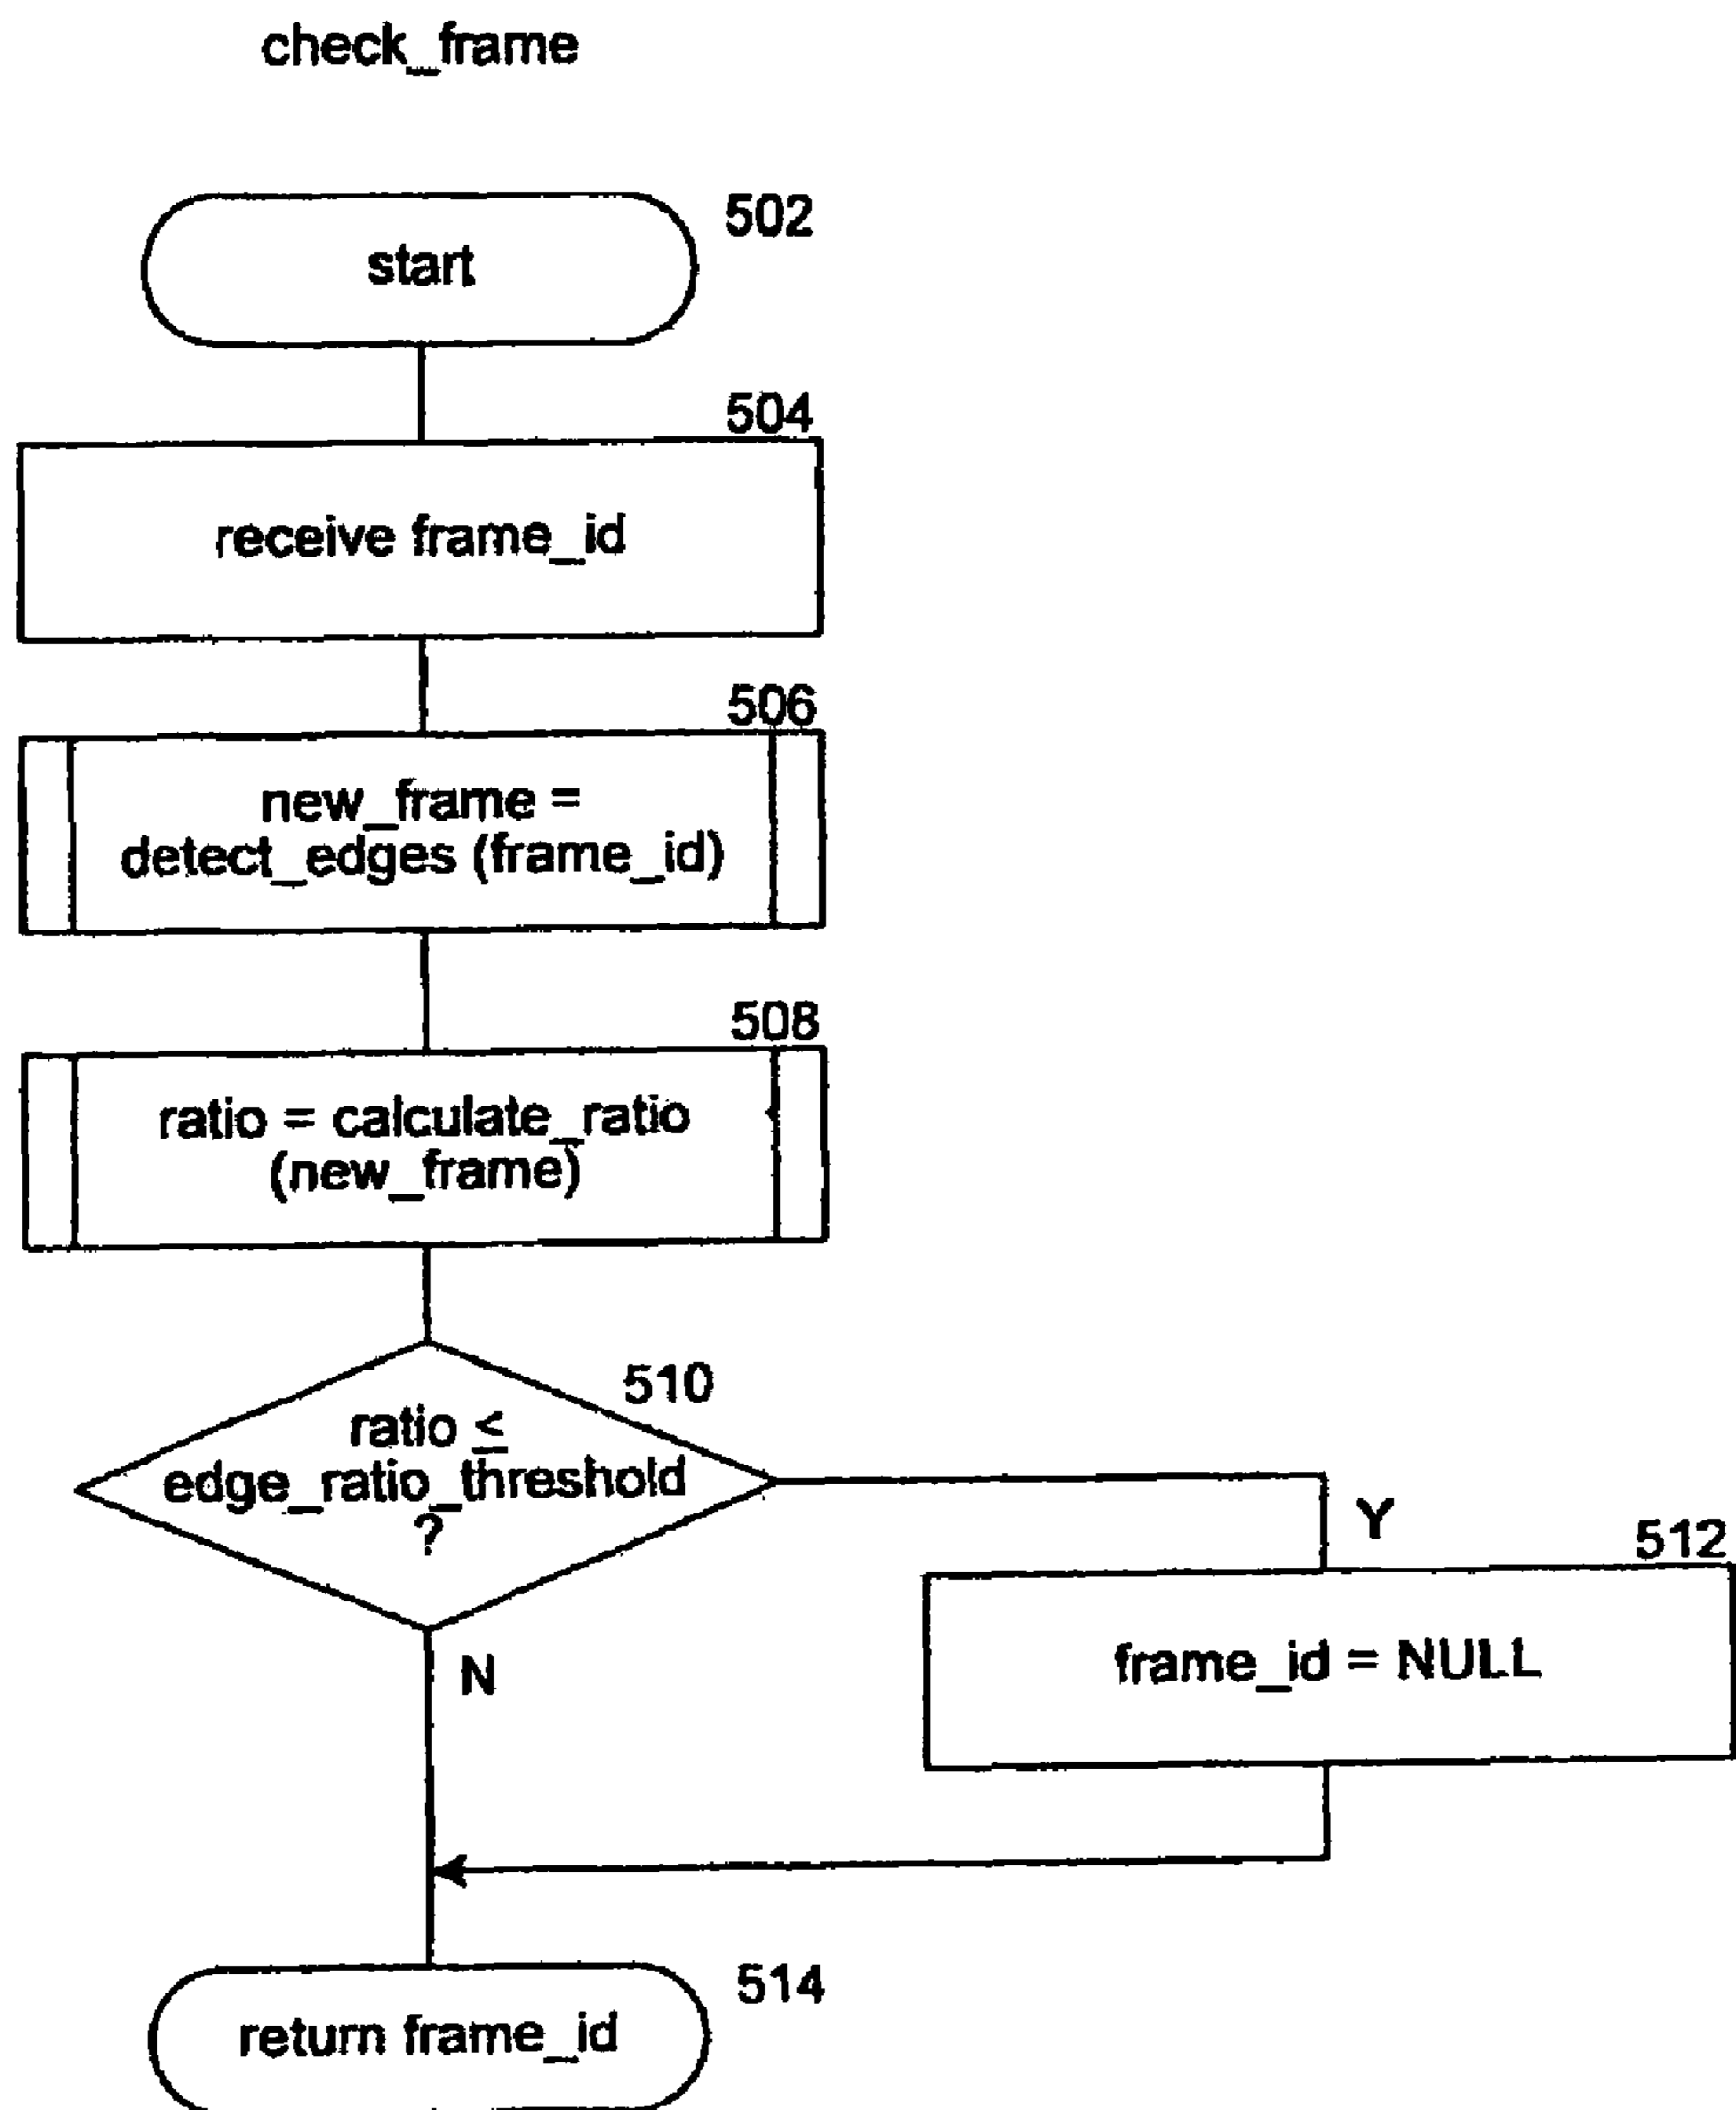 check_frame
502
start
504
receive frame_id
506
new_frame =
detect_edges (frame_id)
508
ratio = calculate_ratio
(new_frame)
510
ratio ≤
edge_ratio_threshold
?
Y
512
frame_id = NULL
N
514
return frame_id